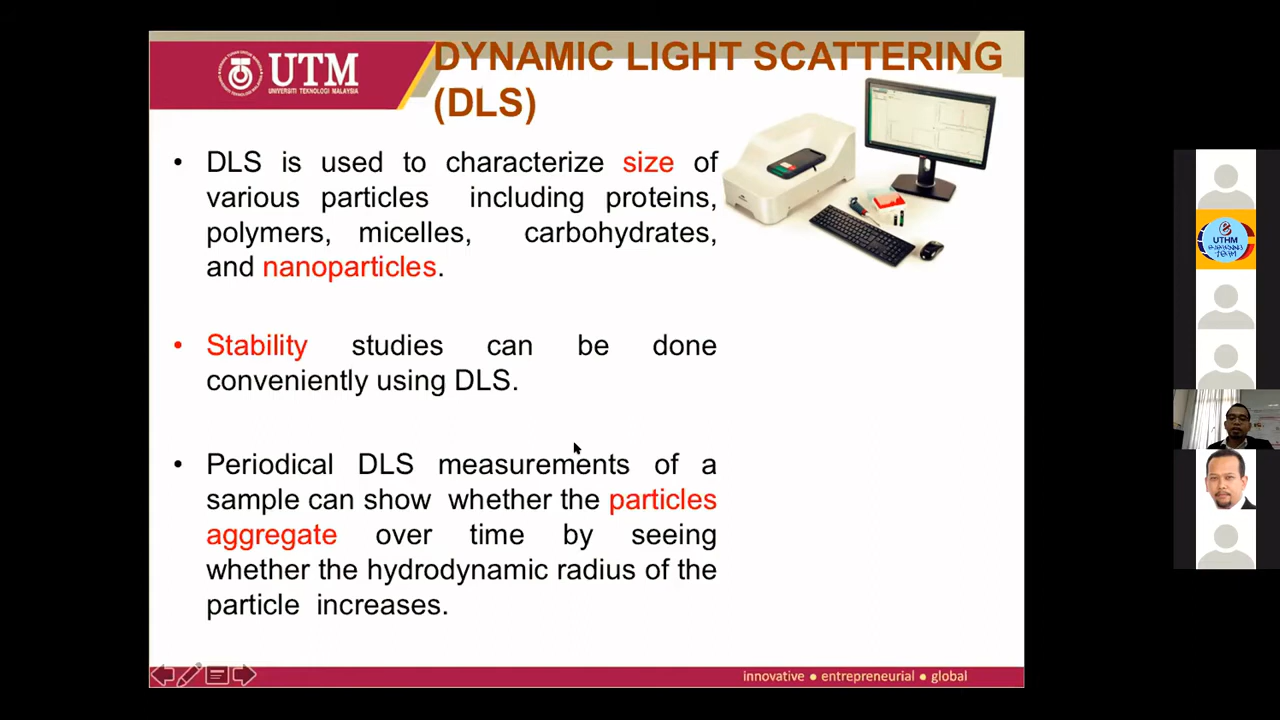 UTM
UNIVERSITI TEKNOLOGI MALAYSIA
DYNAMIC LIGHT SCATTERING
(DLS)
• DLS is used to characterize size of
various particles including proteins,
polymers, micelles, carbohydrates,
and nanoparticles.
• Stability studies can be done
conveniently using DLS.
• Periodical DLS measurements of a
sample can show whether the particles
aggregate over time by seeing
whether the hydrodynamic radius of the
particle increases.
innovative ● entrepreneurial ● global
UTHM